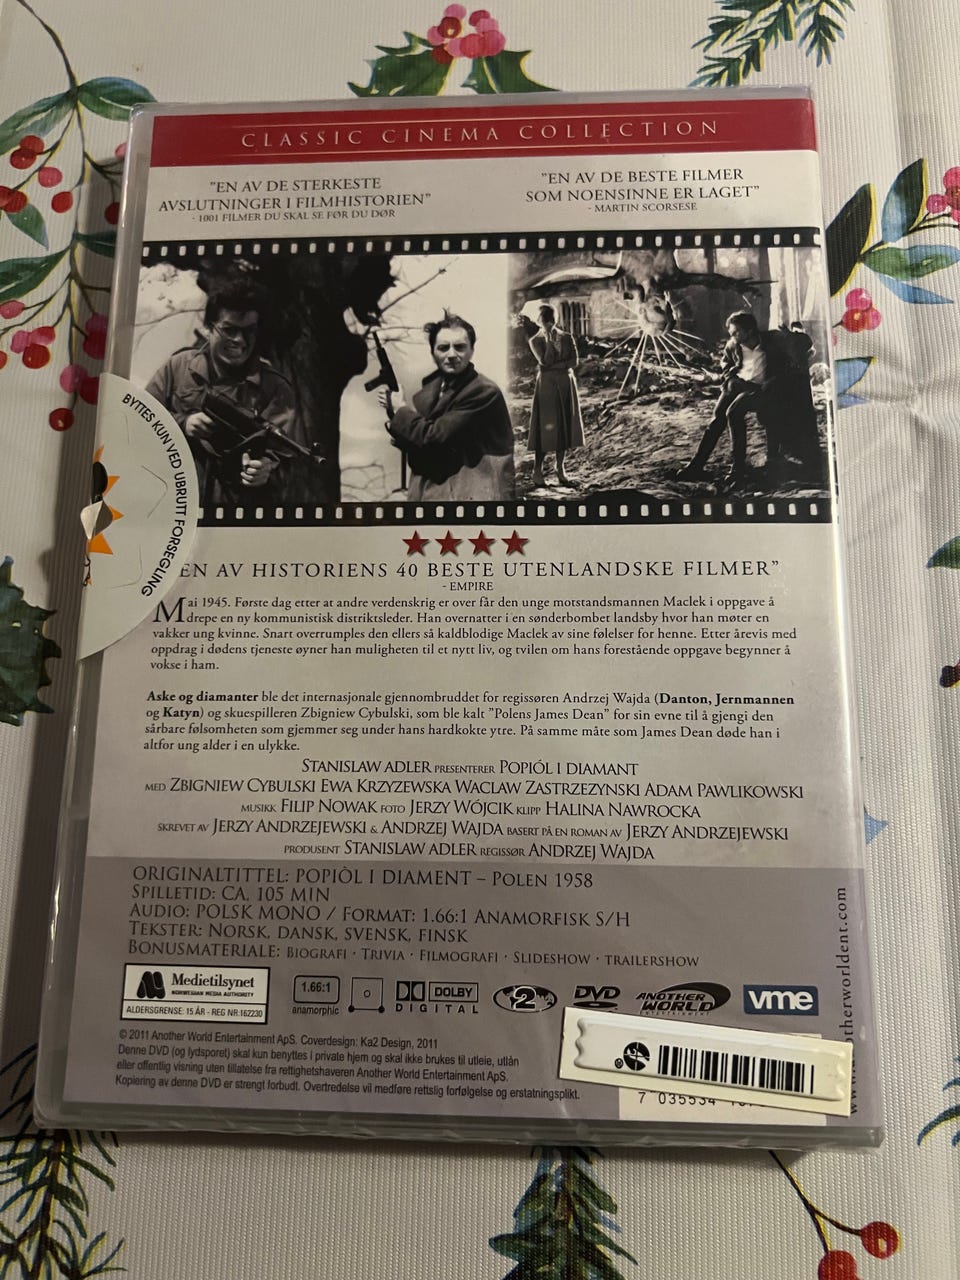 CLASSIC CINEMA COLLECTION
"EN AV DE STERKESTE
AVSLUTNINGER I FILMHISTORIEN"
- 1001 FILMER DU SKAL SE FØR DU DØR
"EN AV DE BESTE FILMER
SOM NOENSINNE ER LAGET"
- MARTIN SCORSESE
BYTTES KUN VED UBRUTT FORSEGLING
EN AV HISTORIENS 40 BESTE UTENLANDSKE FILMER"
- EMPIRE
Mai 1945. Første dag etter at andre verdenskrig er over får den unge motstandsmannen Maclek i oppgave å
drepe en ny kommunistisk distriktsleder. Han overnatter i en sønderbomber landsby hvor han møter en
vakker ung kvinne. Snart overrumples den ellers så kaldblodige Maclek av sine følelser for henne. Etter årevis med
oppdrag i dødens tjeneste øyner han muligheten til et nytt liv, og tvilen om hans forestående oppgave begynner å
vokse i ham.
Aske og diamanter ble det internasjonale gjennombruddet for regissøren Andrzej Wajda (Danton, Jernmannen
og Katyn) og skuespilleren Zbigniew Cybulski, som ble kalt "Polens James Dean" for sin evne til å gjengi den
sårbare følsomheten som gjemmer seg under hans hardkokte ytre. På samme måte som James Dean døde han i
altfor ung alder i en ulykke.
STANISLAW ADLER PRESENTERER POPIÓL I DIAMANT
MED ZBIGNIEW CYBULSKI EWA KRZYZEWSKA WACLAW ZASTRZEZYNSKI ADAM PAWLIKOWSKI
MUSIKK FILIP NOWAK FOTO JERZY WÓJCIK KLIPP HALINA NAWROCKA
SKREVET AV JERZY ANDRZEJEWSKI & ANDRZEJ WAJDA BASERT PÅ EN ROMAN AV JERZY ANDRZEJEWSKI
PRODUSENT STANISLAW ADLER REGISSØR ANDRZEJ WAJDA
ORIGINALTITTEL: POPIÒL I DIAMENT – POLEN 1958
SPILLETID: CA. 105 MIN
AUDIO: POLSK MONO / FORMAT: 1.66:1 ANAMORFISK S/H
TEKSTER: NORSK, DANSK, SVENSK, FINSK
BONUSMATERIALE: BIOGRAFI · TRIVIA · FILMOGRAFI · SLIDESHOW · TRAILERSHOW
Medietilsynet
NORWEGIAN MEDIA AUTHORITY
ALDERSGRENSE: 15 ÅR - REG NR:162230
1.66:1
anamorphic
DOLBY
DIGITAL
2
DVD
VIDEO
ANOTHER
WORLD
ENTERTAINMENT
vme
© 2011 Another World Entertainment ApS. Coverdesign: Ka2 Design, 2011
Denne DVD (og lydsporet) skal kun benyttes i private hjem og skal ikke brukes til utleie, utlån
eller offentlig visning uten tillatelse fra rettighetshaveren Another World Entertainment ApS.
Kopiering av denne DVD er strengt forbudt. Overtredelse vil medføre rettslig forfølgelse og erstatningsplikt.
7 035534
otherworldent.com